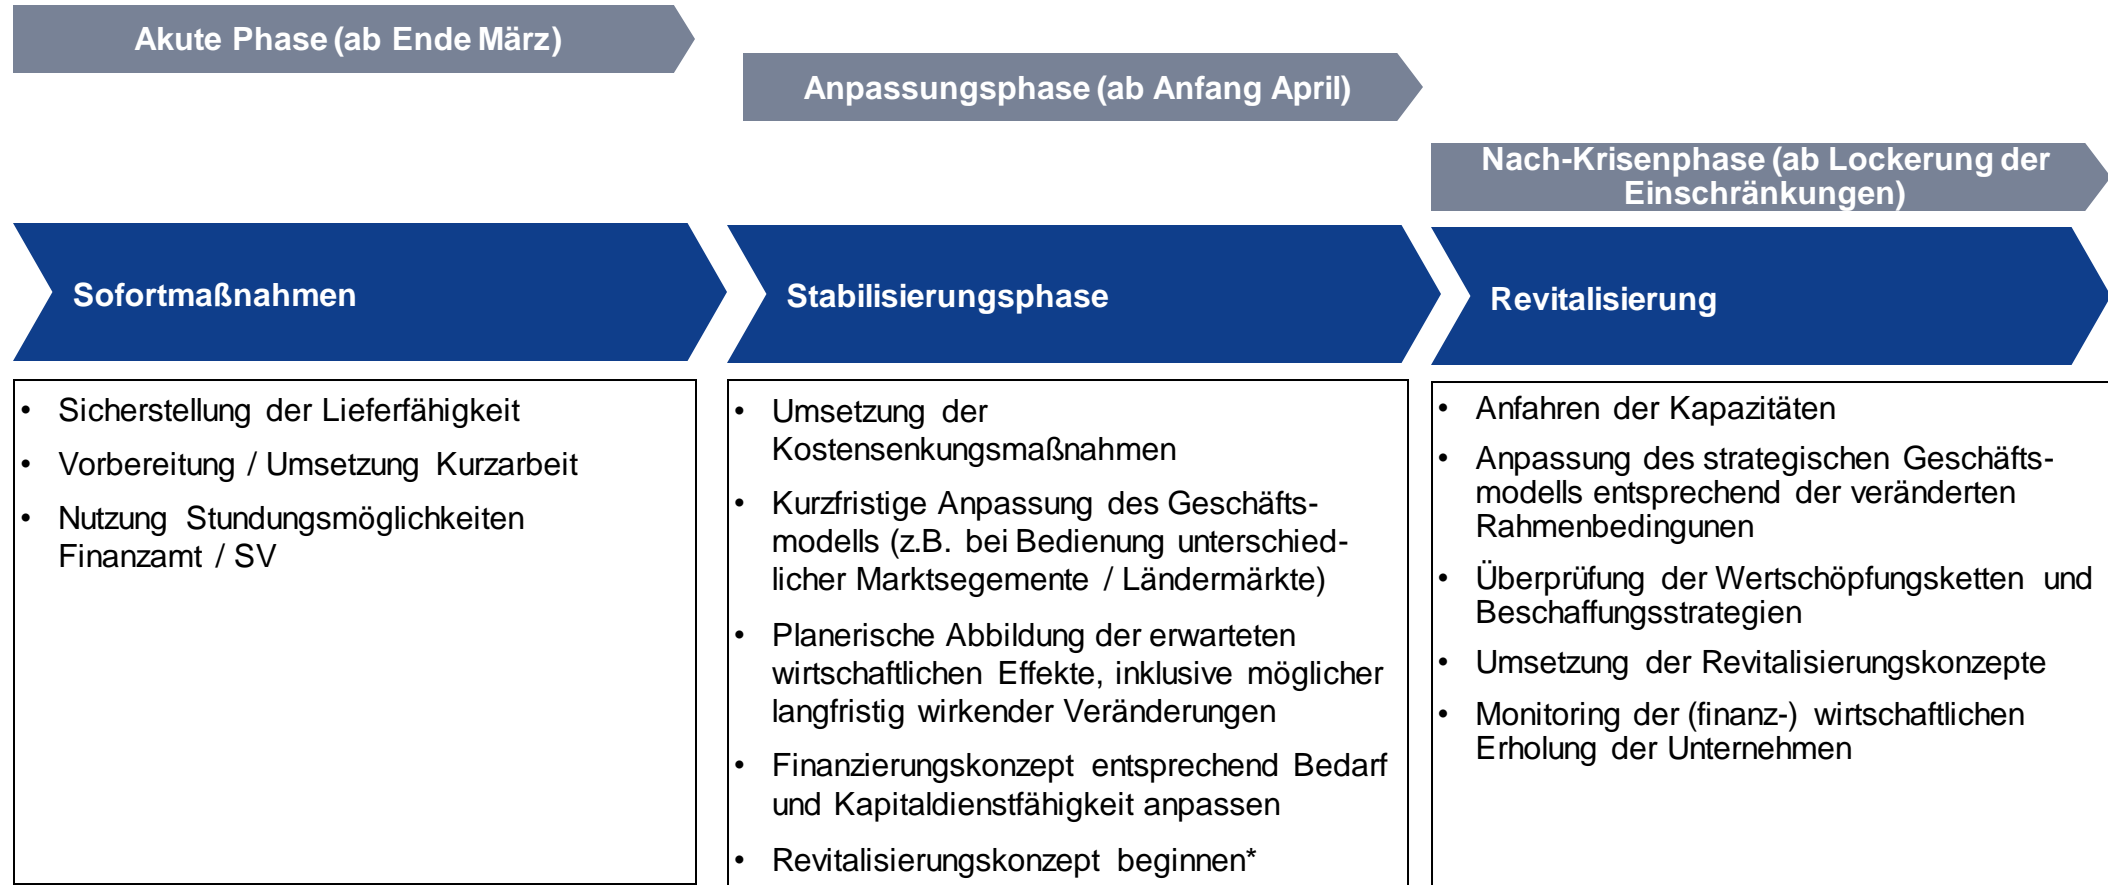 Akute Phase (ab Ende März)
Anpassungsphase (ab Anfang April)
Nach-Krisenphase (ab Lockerung der
Einschränkungen)
Sofortmaßnahmen
Stabilisierungsphase
Revitalisierung
• Sicherstellung der Lieferfähigkeit
• Vorbereitung / Umsetzung Kurzarbeit
• Nutzung Stundungsmöglichkeiten
Finanzamt / SV
• Umsetzung der
Kostensenkungsmaßnahmen
• Kurzfristige Anpassung des Geschäfts-
modells (z.B. bei Bedienung unterschied-
licher Marktsegemente / Ländermärkte)
• Planerische Abbildung der erwarteten
wirtschaftlichen Effekte, inklusive möglicher
langfristig wirkender Veränderungen
• Finanzierungskonzept entsprechend Bedarf
und Kapitaldienstfähigkeit anpassen
• Revitalisierungskonzept beginnen*
• Anfahren der Kapazitäten
• Anpassung des strategischen Geschäfts-
modells entsprechend der veränderten
Rahmenbedingunen
• Überprüfung der Wertschöpfungsketten und
Beschaffungsstrategien
• Umsetzung der Revitalisierungskonzepte
• Monitoring der (finanz-) wirtschaftlichen
Erholung der Unternehmen